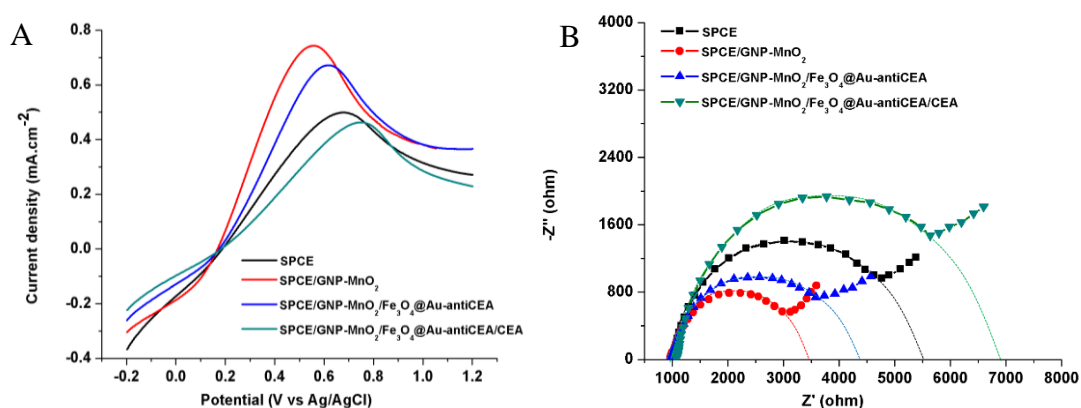 A
0.8
0.6
0.4
0.2
0.0
-0.2
-0.4
-0.2 0.0 0.2 0.4 0.6 0.8 1.0 1.2
Current density (mA.cm-2)
Potential (V vs Ag/AgCl)
SPCE
SPCE/GNP-MnO2
SPCE/GNP-MnO2/Fe3O4@Au-antiCEA
SPCE/GNP-MnO2/Fe3O4@Au-antiCEA/CEA
B
4000
3200
2400
1600
800
0
1000 2000 3000 4000 5000 6000 7000 8000
-Z'' (ohm)
Z' (ohm)
SPCE
SPCE/GNP-MnO2
SPCE/GNP-MnO2/Fe3O4@Au-antiCEA
SPCE/GNP-MnO2/Fe3O4@Au-antiCEA/CEA